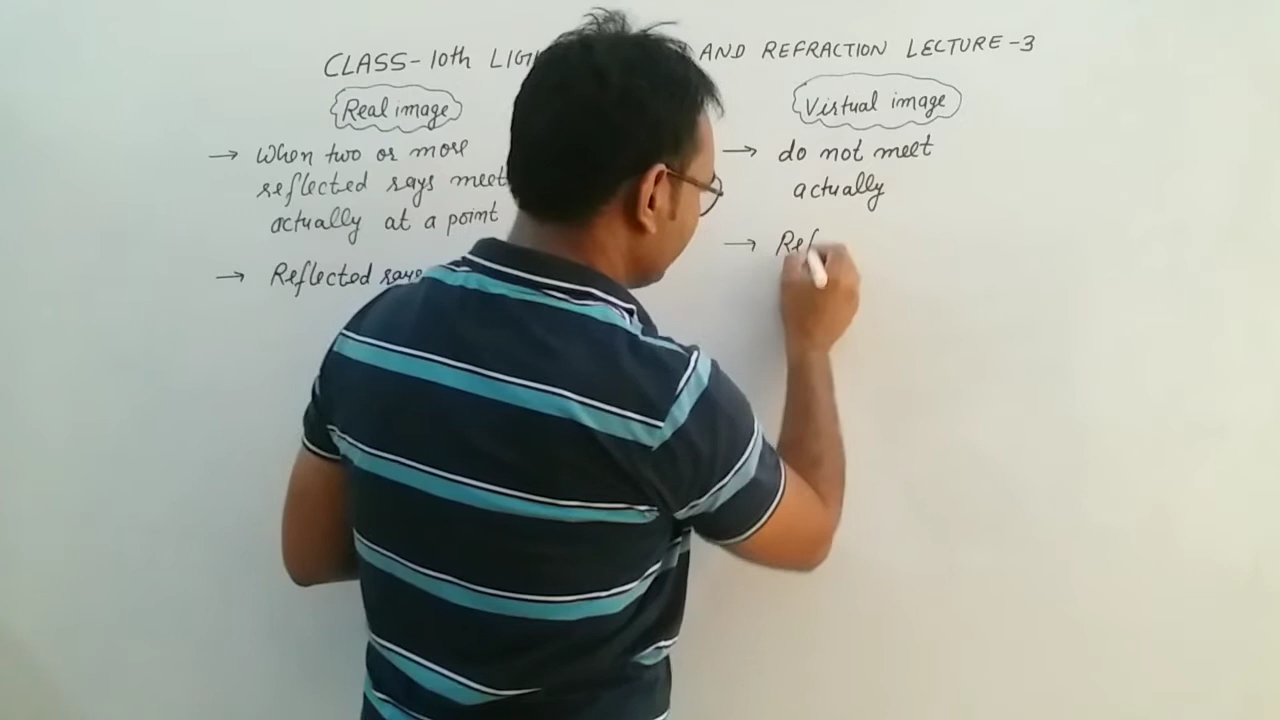 CLASS-10th AND REFRACTION LECTURE-3
Real image
→ When two or more
reflected rays meet
actually at a point
→ Reflected rays
Virtual image
→ do not meet
actually
→ Ref